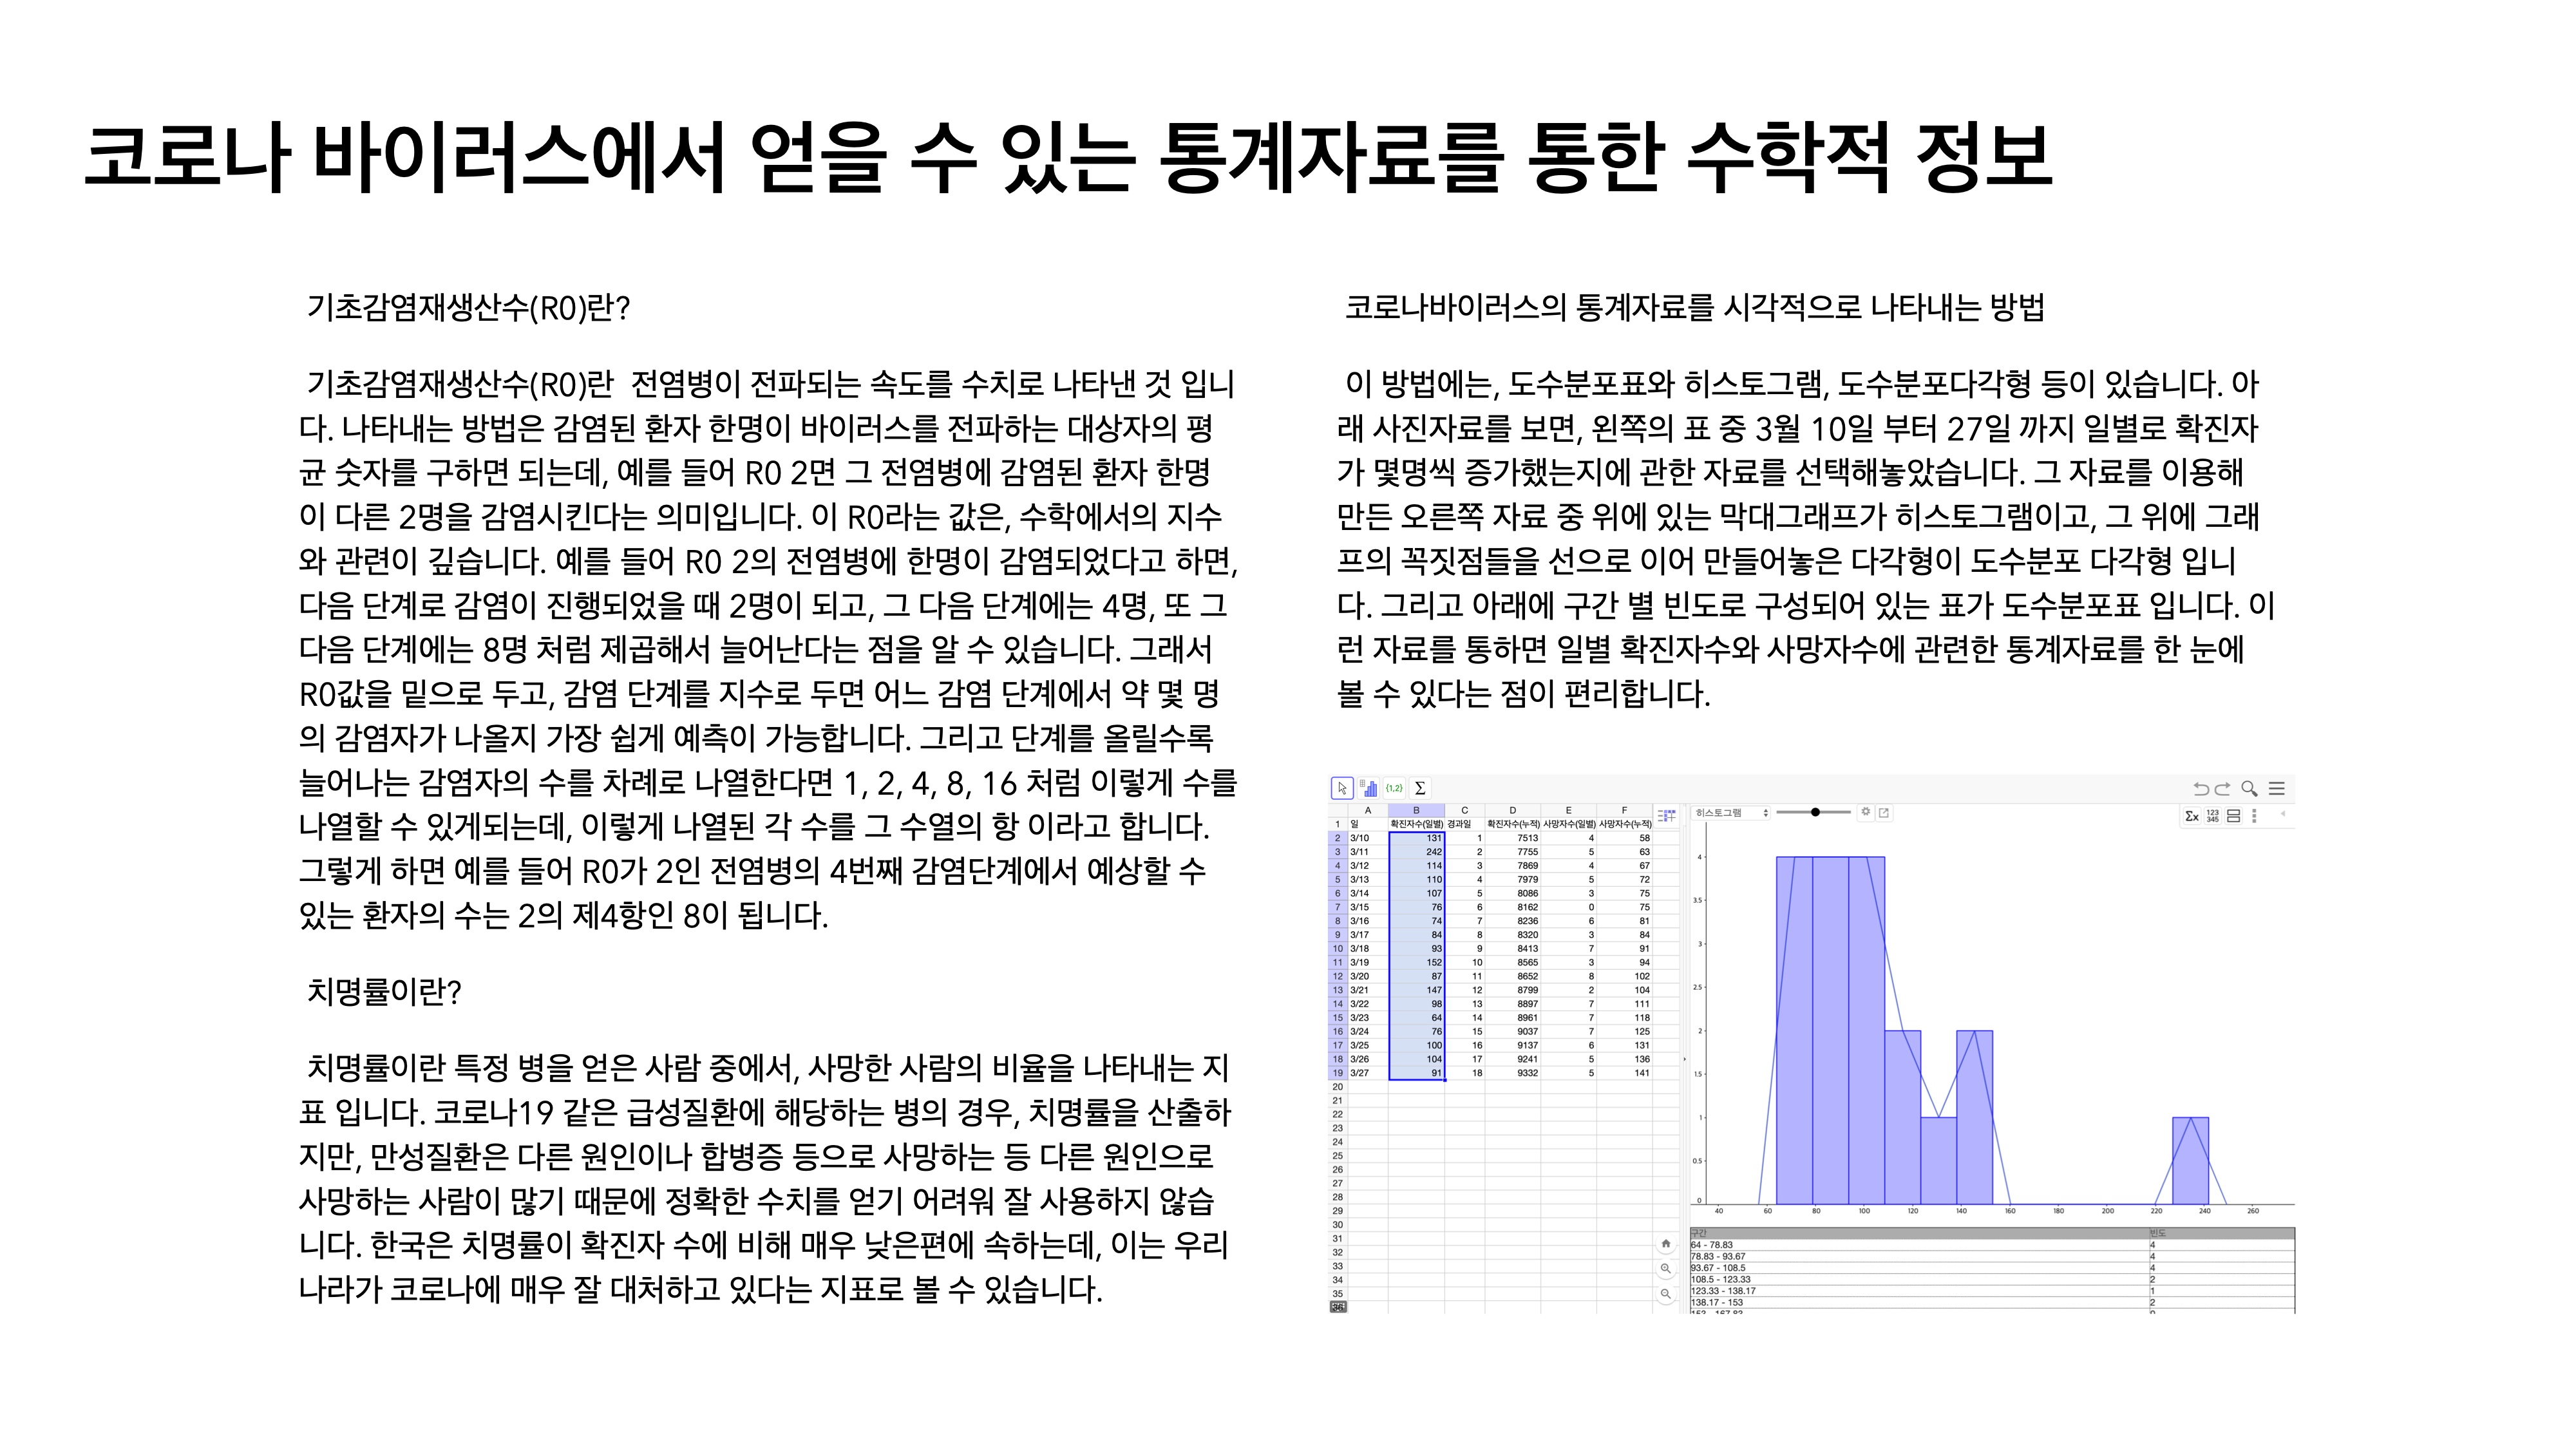 코로나 바이러스에서 얻을 수 있는 통계자료를 통한 수학적 정보
기초감염재생산수(R0)란?
기초감염재생산수(R0)란  전염병이 전파되는 속도를 수치로 나타낸 것 입니
다. 나타내는 방법은 감염된 환자 한명이 바이러스를 전파하는 대상자의 평
균 숫자를 구하면 되는데, 예를 들어 R0 2면 그 전염병에 감염된 환자 한명
이 다른 2명을 감염시킨다는 의미입니다. 이 R0라는 값은, 수학에서의 지수
와 관련이 깊습니다. 예를 들어 R0 2의 전염병에 한명이 감염되었다고 하면,
다음 단계로 감염이 진행되었을 때 2명이 되고, 그 다음 단계에는 4명, 또 그
다음 단계에는 8명 처럼 제곱해서 늘어난다는 점을 알 수 있습니다. 그래서
R0값을 밑으로 두고, 감염 단계를 지수로 두면 어느 감염 단계에서 약 몇 명
의 감염자가 나올지 가장 쉽게 예측이 가능합니다. 그리고 단계를 올릴수록
늘어나는 감염자의 수를 차례로 나열한다면 1, 2, 4, 8, 16 처럼 이렇게 수를
나열할 수 있게되는데, 이렇게 나열된 각 수를 그 수열의 항 이라고 합니다.
그렇게 하면 예를 들어 R0가 2인 전염병의 4번째 감염단계에서 예상할 수
있는 환자의 수는 2의 제4항인 8이 됩니다.
치명률이란?
치명률이란 특정 병을 얻은 사람 중에서, 사망한 사람의 비율을 나타내는 지
표 입니다. 코로나19 같은 급성질환에 해당하는 병의 경우, 치명률을 산출하
지만, 만성질환은 다른 원인이나 합병증 등으로 사망하는 등 다른 원인으로
사망하는 사람이 많기 때문에 정확한 수치를 얻기 어려워 잘 사용하지 않습
니다. 한국은 치명률이 확진자 수에 비해 매우 낮은편에 속하는데, 이는 우리
나라가 코로나에 매우 잘 대처하고 있다는 지표로 볼 수 있습니다.
코로나바이러스의 통계자료를 시각적으로 나타내는 방법
이 방법에는, 도수분포표와 히스토그램, 도수분포다각형 등이 있습니다. 아
래 사진자료를 보면, 왼쪽의 표 중 3월 10일 부터 27일 까지 일별로 확진자
가 몇명씩 증가했는지에 관한 자료를 선택해놓았습니다. 그 자료를 이용해
만든 오른쪽 자료 중 위에 있는 막대그래프가 히스토그램이고, 그 위에 그래
프의 꼭짓점들을 선으로 이어 만들어놓은 다각형이 도수분포 다각형 입니
다. 그리고 아래에 구간 별 빈도로 구성되어 있는 표가 도수분포표 입니다. 이
런 자료를 통하면 일별 확진자수와 사망자수에 관련한 통계자료를 한 눈에
볼 수 있다는 점이 편리합니다.
{1,2} Σ
A B C D E F
1 일 확진자수(일별) 경과일 확진자수(누적) 사망자수(일별) 사망자수(누적)
2 3/10 131 1 7513 4 58
3 3/11 242 2 7755 5 63
4 3/12 114 3 7869 4 67
5 3/13 110 4 7979 5 72
6 3/14 107 5 8086 3 75
7 3/15 76 6 8162 0 75
8 3/16 74 7 8236 6 81
9 3/17 84 8 8320 3 84
10 3/18 93 9 8413 7 91
11 3/19 152 10 8565 3 94
12 3/20 87 11 8652 8 102
13 3/21 147 12 8799 2 104
14 3/22 98 13 8897 7 111
15 3/23 64 14 8961 7 118
16 3/24 76 15 9037 7 125
17 3/25 100 16 9137 6 131
18 3/26 104 17 9241 5 136
19 3/27 91 18 9332 5 141
20
21
22
23
24
25
26
27
28
29
30
31
32
33
34
35
36
히스토그램
Σx 123 345
4
3.5
3
2.5
2
1.5
1
0.5
0
40 60 80 100 120 140 160 180 200 220 240 260
구간 빈도
64 - 78.83 4
78.83 - 93.67 4
93.67 - 108.5 4
108.5 - 123.33 2
123.33 - 138.17 1
138.17 - 153 2
153 - 167.83 0